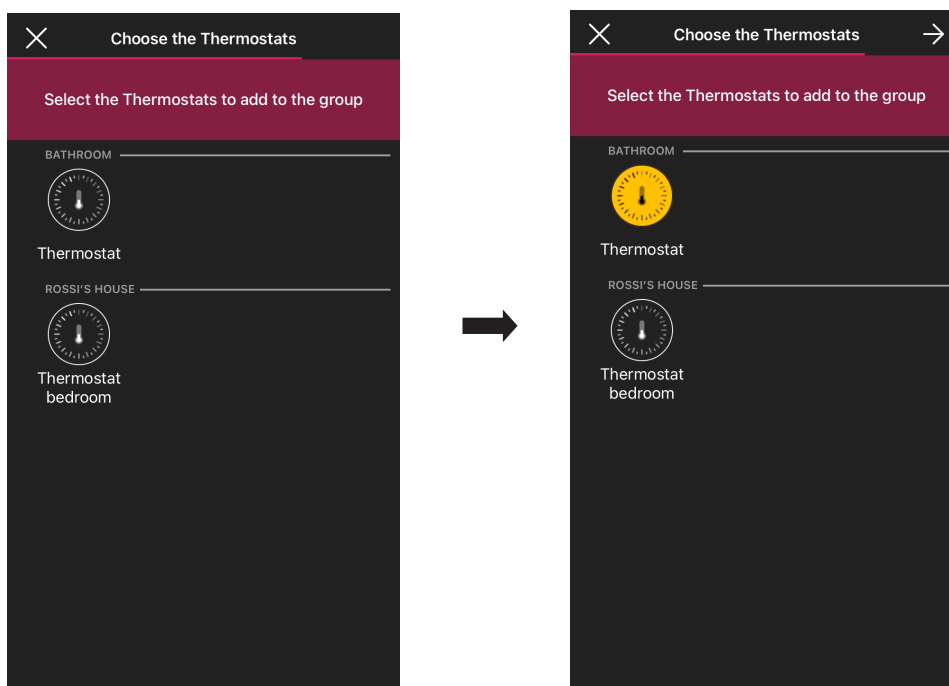 Choose the Thermostats
Select the Thermostats to add to the group
BATHROOM
Thermostat
ROSSI'S HOUSE
Thermostat
bedroom
Choose the Thermostats
Select the Thermostats to add to the group
BATHROOM
Thermostat
ROSSI'S HOUSE
Thermostat
bedroom